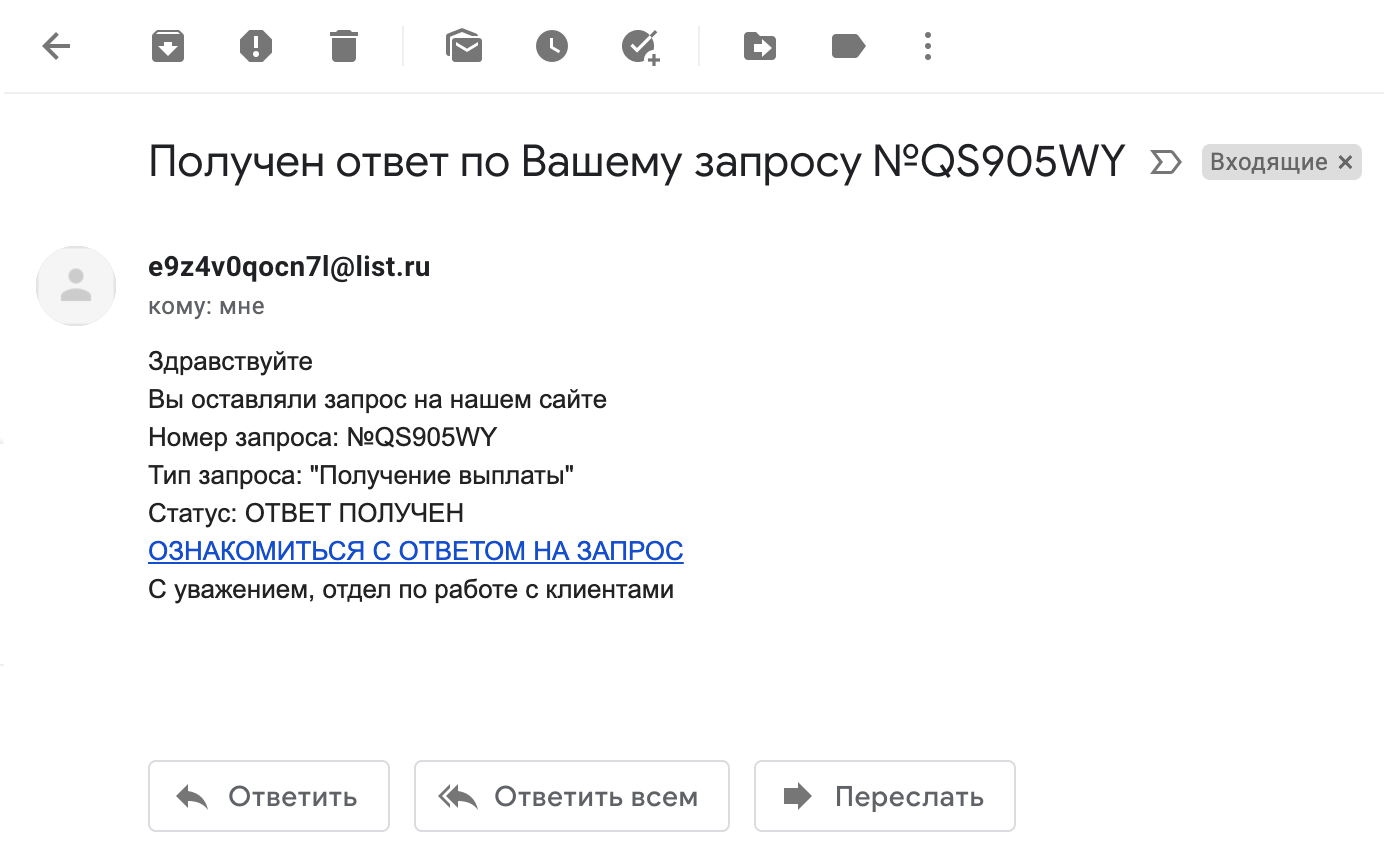 Получен ответ по Вашему запросу №QS905WY
Входящие ×
e9z4v0qocn7l@list.ru
кому: мне
Здравствуйте
Вы оставляли запрос на нашем сайте
Номер запроса: №QS905WY
Тип запроса: "Получение выплаты"
Статус: ОТВЕТ ПОЛУЧЕН
ОЗНАКОМИТЬСЯ С ОТВЕТОМ НА ЗАПРОС
С уважением, отдел по работе с клиентами
Ответить
Ответить всем
Переслать